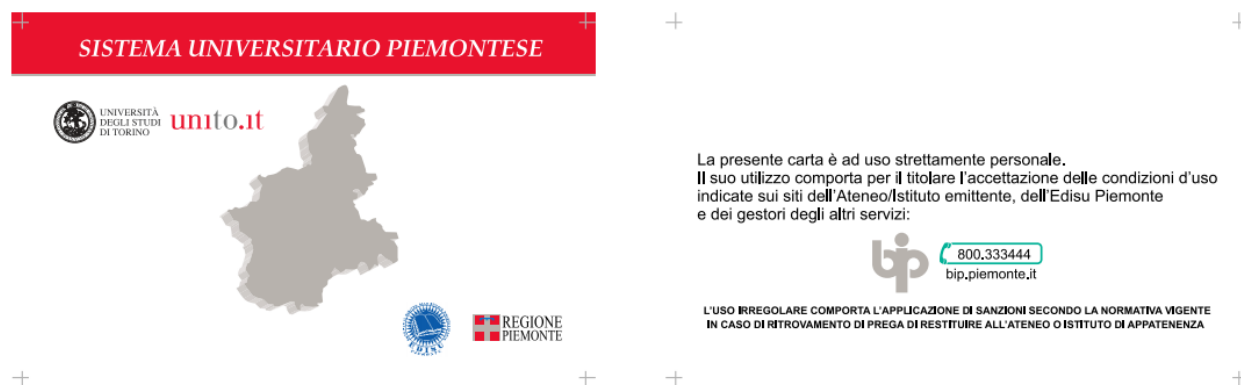 SISTEMA UNIVERSITARIO PIEMONTESE
UNIVERSITÀ
DEGLI STUDI
DI TORINO
unito.it
EDISU
REGIONE
PIEMONTE
La presente carta è ad uso strettamente personale.
Il suo utilizzo comporta per il titolare l'accettazione delle condizioni d'uso
indicate sui siti dell'Ateneo/Istituto emittente, dell'Edisu Piemonte
e dei gestori degli altri servizi:
bip
800.333444
bip.piemonte.it
L'USO IRREGOLARE COMPORTA L'APPLICAZIONE DI SANZIONI SECONDO LA NORMATIVA VIGENTE
IN CASO DI RITROVAMENTO DI PREGA DI RESTITUIRE ALL'ATENEO O ISTITUTO DI APPATENENZA